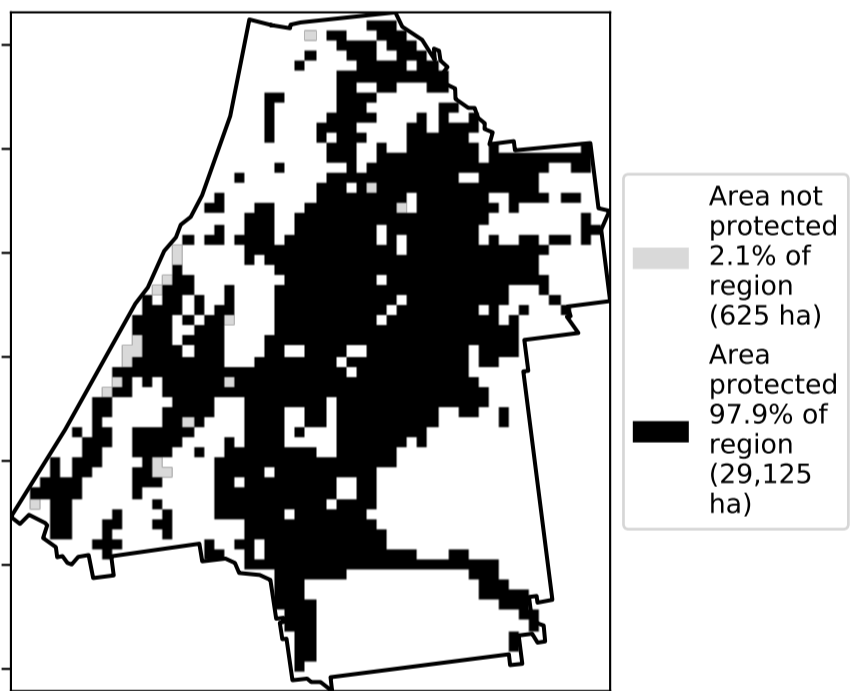 Area not
protected
2.1% of
region
(625 ha)
Area
protected
97.9% of
region
(29,125
ha)